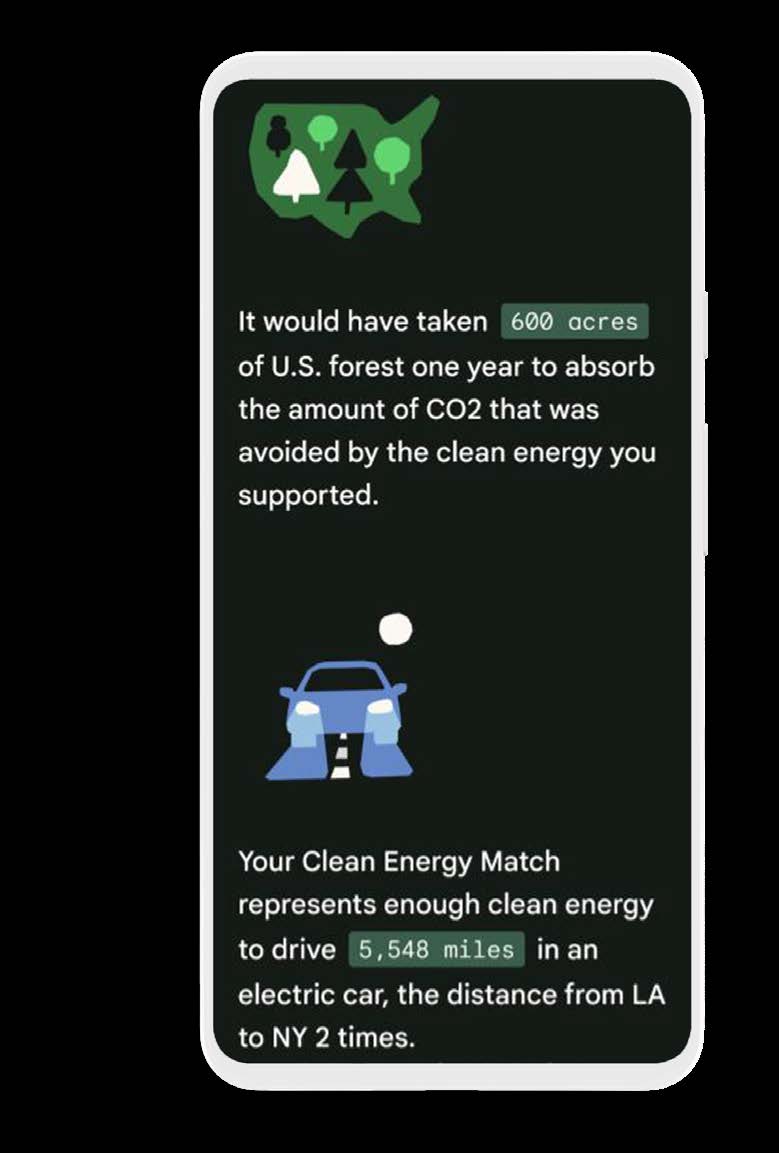 It would have taken 600 acres
of U.S. forest one year to absorb
the amount of CO2 that was
avoided by the clean energy you
supported.
Your Clean Energy Match
represents enough clean energy
to drive 5,548 miles in an
electric car, the distance from LA
to NY 2 times.